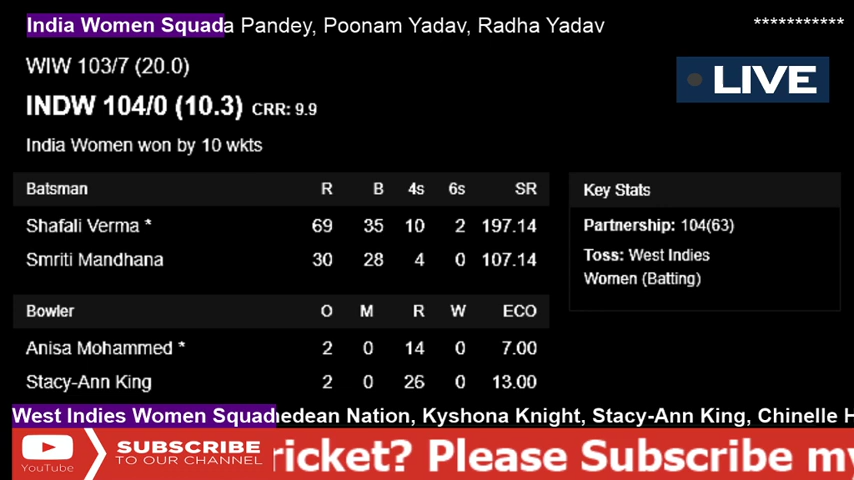 India Women Squad a Pandey, Poonam Yadav, Radha Yadav
***********
WIW 103/7 (20.0)
LIVE
INDW 104/0 (10.3) CRR: 9.9
India Women won by 10 wkts
Batsman R B 4s 6s SR
Shafali Verma * 69 35 10 2 197.14
Smriti Mandhana 30 28 4 0 107.14
Key Stats
Partnership: 104(63)
Toss: West Indies
Women (Batting)
Bowler O M R W ECO
Anisa Mohammed * 2 0 14 0 7.00
Stacy-Ann King 2 0 26 0 13.00
West Indies Women Squad hedean Nation, Kyshona Knight, Stacy-Ann King, Chinelle H
YouTube
SUBSCRIBE
TO OUR CHANNEL
ricket? Please Subscribe my